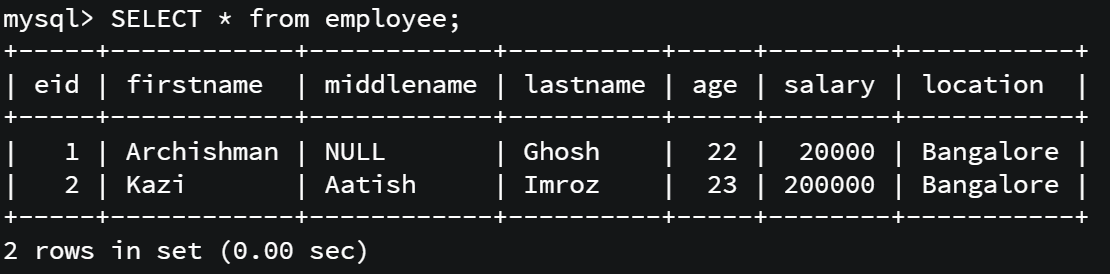 mysql> SELECT * from employee;
+-----+------------+------------+----------+-----+--------+-----------+
| eid | firstname  | middlename | lastname | age | salary | location  |
+-----+------------+------------+----------+-----+--------+-----------+
|   1 | Archishman | NULL       | Ghosh    |  22 |  20000 | Bangalore |
|   2 | Kazi       | Aatish     | Imroz    |  23 | 200000 | Bangalore |
+-----+------------+------------+----------+-----+--------+-----------+
2 rows in set (0.00 sec)